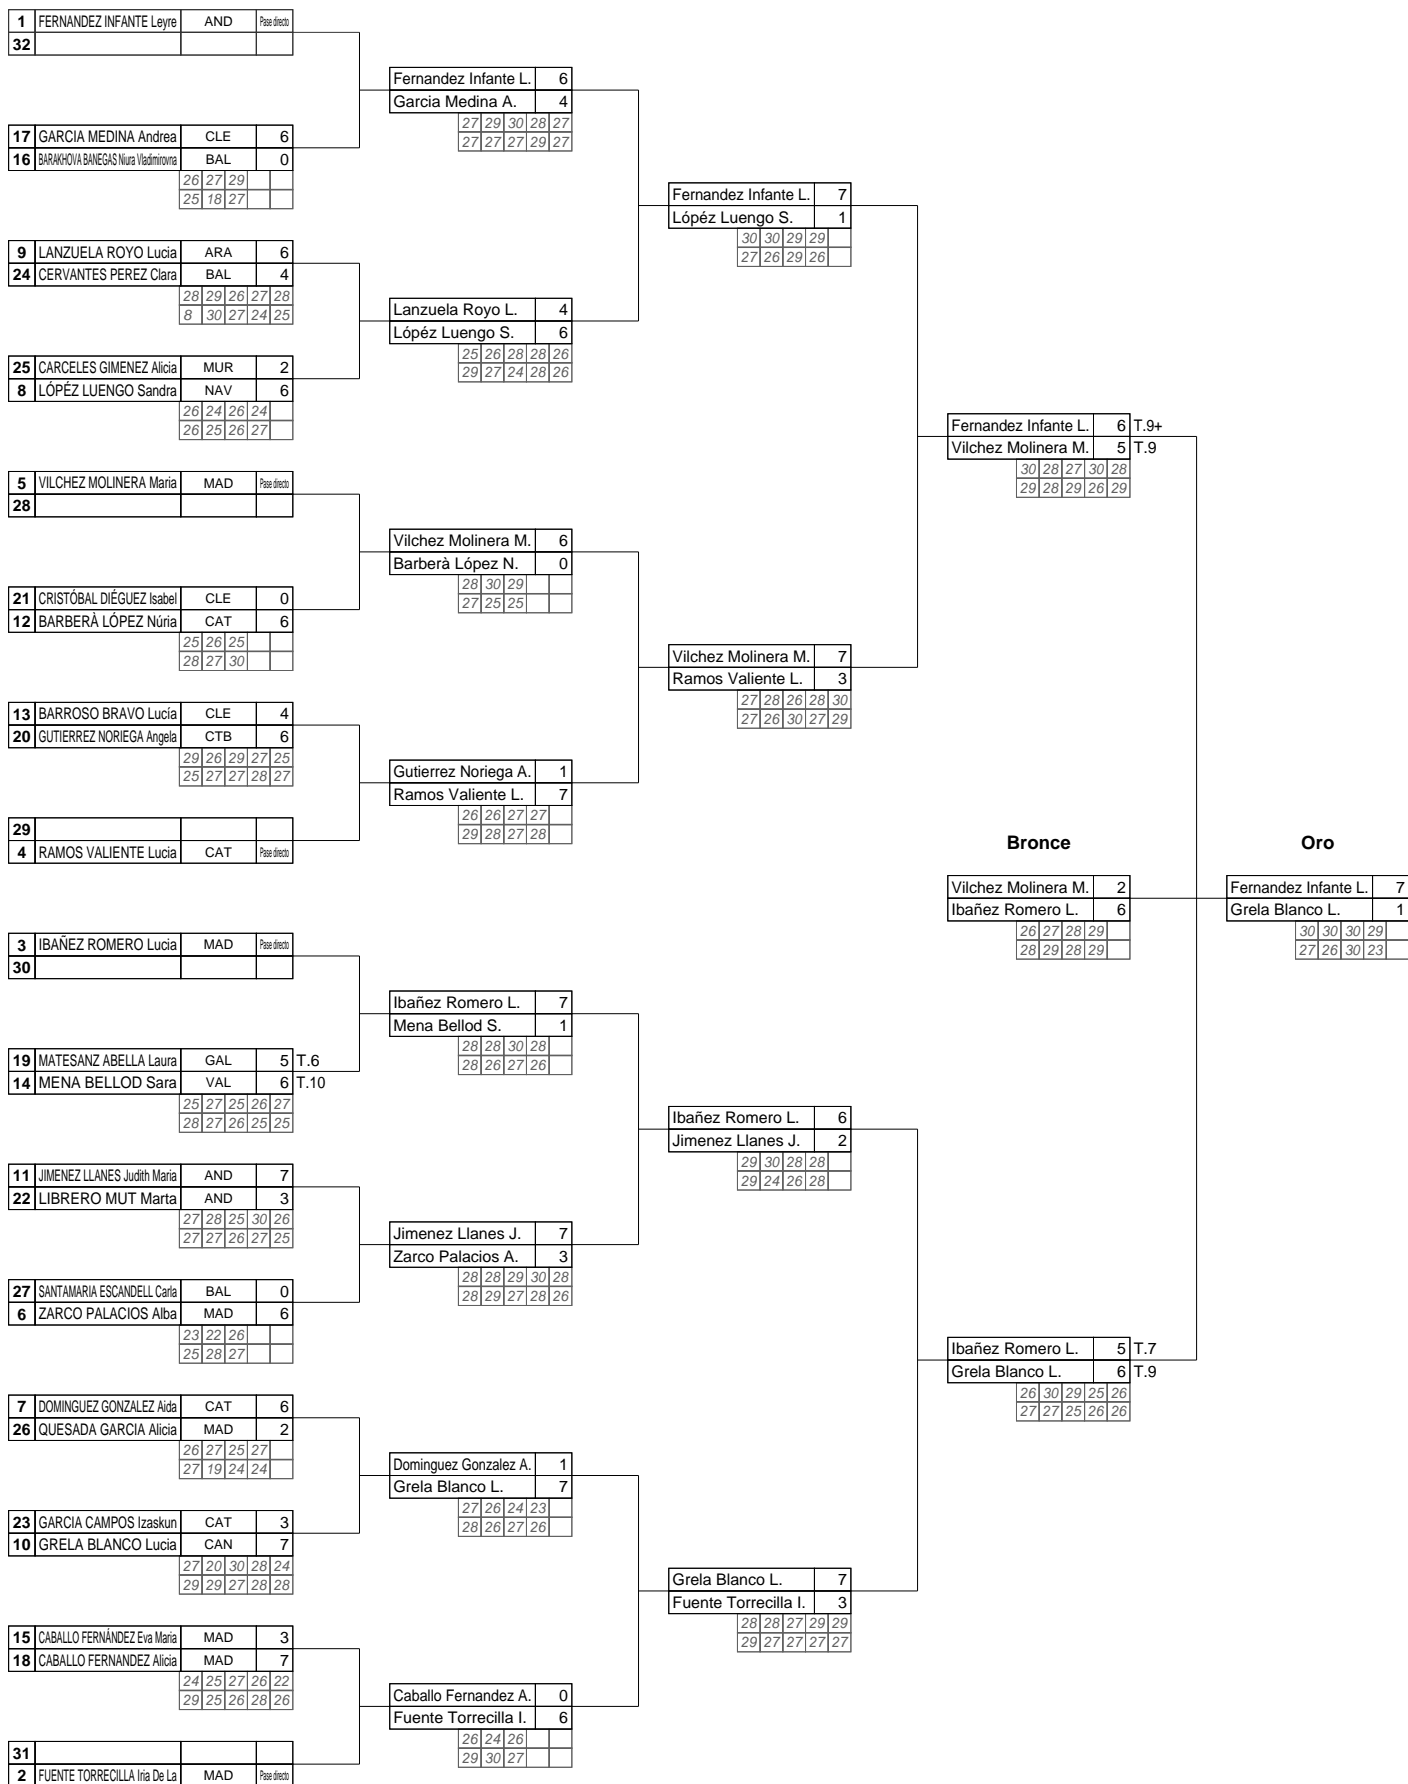 1 FERNANDEZ INFANTE Leyre AND Pase directo
32
Fernandez Infante L. 6
Garcia Medina A. 4
27 29 30 28 27
27 27 27 29 27
17 GARCIA MEDINA Andrea CLE 6
16 BARAKHOVA BANEGAS Niura Vladimirovna BAL 0
26 27 29
25 18 27
Fernandez Infante L. 7
Lópéz Luengo S. 1
30 30 29 29
27 26 29 26
9 LANZUELA ROYO Lucia ARA 6
24 CERVANTES PEREZ Clara BAL 4
28 29 26 27 28
8 30 27 24 25
Lanzuela Royo L. 4
Lópéz Luengo S. 6
25 26 28 28 26
29 27 24 28 26
25 CARCELES GIMENEZ Alicia MUR 2
8 LÓPÉZ LUENGO Sandra NAV 6
26 24 26 24
26 25 26 27
Fernandez Infante L. 6 T.9+
Vilchez Molinera M. 5 T.9
30 28 27 30 28
29 28 29 26 29
5 VILCHEZ MOLINERA Maria MAD Pase directo
28
Vilchez Molinera M. 6
Barberà López N. 0
28 30 29
27 25 25
21 CRISTÓBAL DIÉGUEZ Isabel CLE 0
12 BARBERÀ LÓPEZ Núria CAT 6
25 26 25
28 27 30
Vilchez Molinera M. 7
Ramos Valiente L. 3
27 28 26 28 30
27 26 30 27 29
13 BARROSO BRAVO Lucía CLE 4
20 GUTIERREZ NORIEGA Angela CTB 6
29 26 29 27 25
25 27 27 28 27
Gutierrez Noriega A. 1
Ramos Valiente L. 7
26 26 27 27
29 28 27 28
29
4 RAMOS VALIENTE Lucia CAT Pase directo
Bronce Oro
Vilchez Molinera M. 2
Ibañez Romero L. 6
26 27 28 29
28 29 28 29
Fernandez Infante L. 7
Grela Blanco L. 1
30 30 30 29
27 26 30 23
3 IBAÑEZ ROMERO Lucia MAD Pase directo
30
Ibañez Romero L. 7
Mena Bellod S. 1
28 28 30 28
28 26 27 26
19 MATESANZ ABELLA Laura GAL 5 T.6
14 MENA BELLOD Sara VAL 6 T.10
25 27 25 26 27
28 27 26 25 25
Ibañez Romero L. 6
Jimenez Llanes J. 2
29 30 28 28
29 24 26 28
11 JIMENEZ LLANES Judith Maria AND 7
22 LIBRERO MUT Marta AND 3
27 28 25 30 26
27 27 26 27 25
Jimenez Llanes J. 7
Zarco Palacios A. 3
28 28 29 30 28
28 29 27 28 26
27 SANTAMARIA ESCANDELL Carla BAL 0
6 ZARCO PALACIOS Alba MAD 6
23 22 26
25 28 27
Ibañez Romero L. 5 T.7
Grela Blanco L. 6 T.9
26 30 29 25 26
27 27 25 26 26
7 DOMINGUEZ GONZALEZ Aida CAT 6
26 QUESADA GARCIA Alicia MAD 2
26 27 25 27
27 19 24 24
Dominguez Gonzalez A. 1
Grela Blanco L. 7
27 26 24 23
28 26 27 26
23 GARCIA CAMPOS Izaskun CAT 3
10 GRELA BLANCO Lucia CAN 7
27 20 30 28 24
29 29 27 28 28
Grela Blanco L. 7
Fuente Torrecilla I. 3
28 28 27 29 29
29 27 27 27 27
15 CABALLO FERNÁNDEZ Eva Maria MAD 3
18 CABALLO FERNANDEZ Alicia MAD 7
24 25 27 26 22
29 25 26 28 26
Caballo Fernandez A. 0
Fuente Torrecilla I. 6
26 24 26
29 30 27
31
2 FUENTE TORRECILLA Iria De La MAD Pase directo